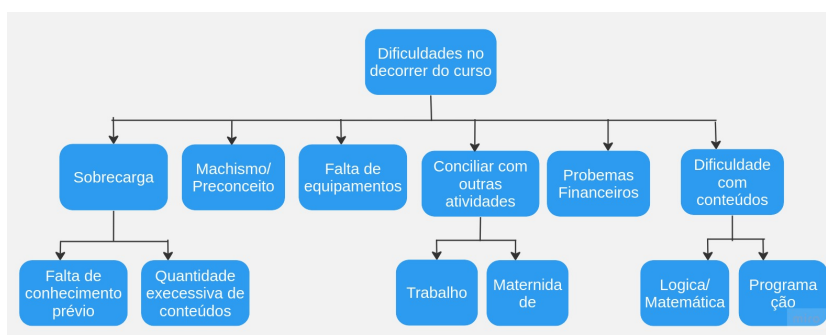 Dificuldades no
decorrer do curso
Sobrecarga
Machismo/
Preconceito
Falta de
equipamentos
Conciliar com
outras
atividades
Probemas
Financeiros
Dificuldade
com
conteúdos
Falta de
conhecimento
prévio
Quantidade
execessiva de
conteúdos
Trabalho
Maternida
de
Logica/
Matemática
Programa
ção